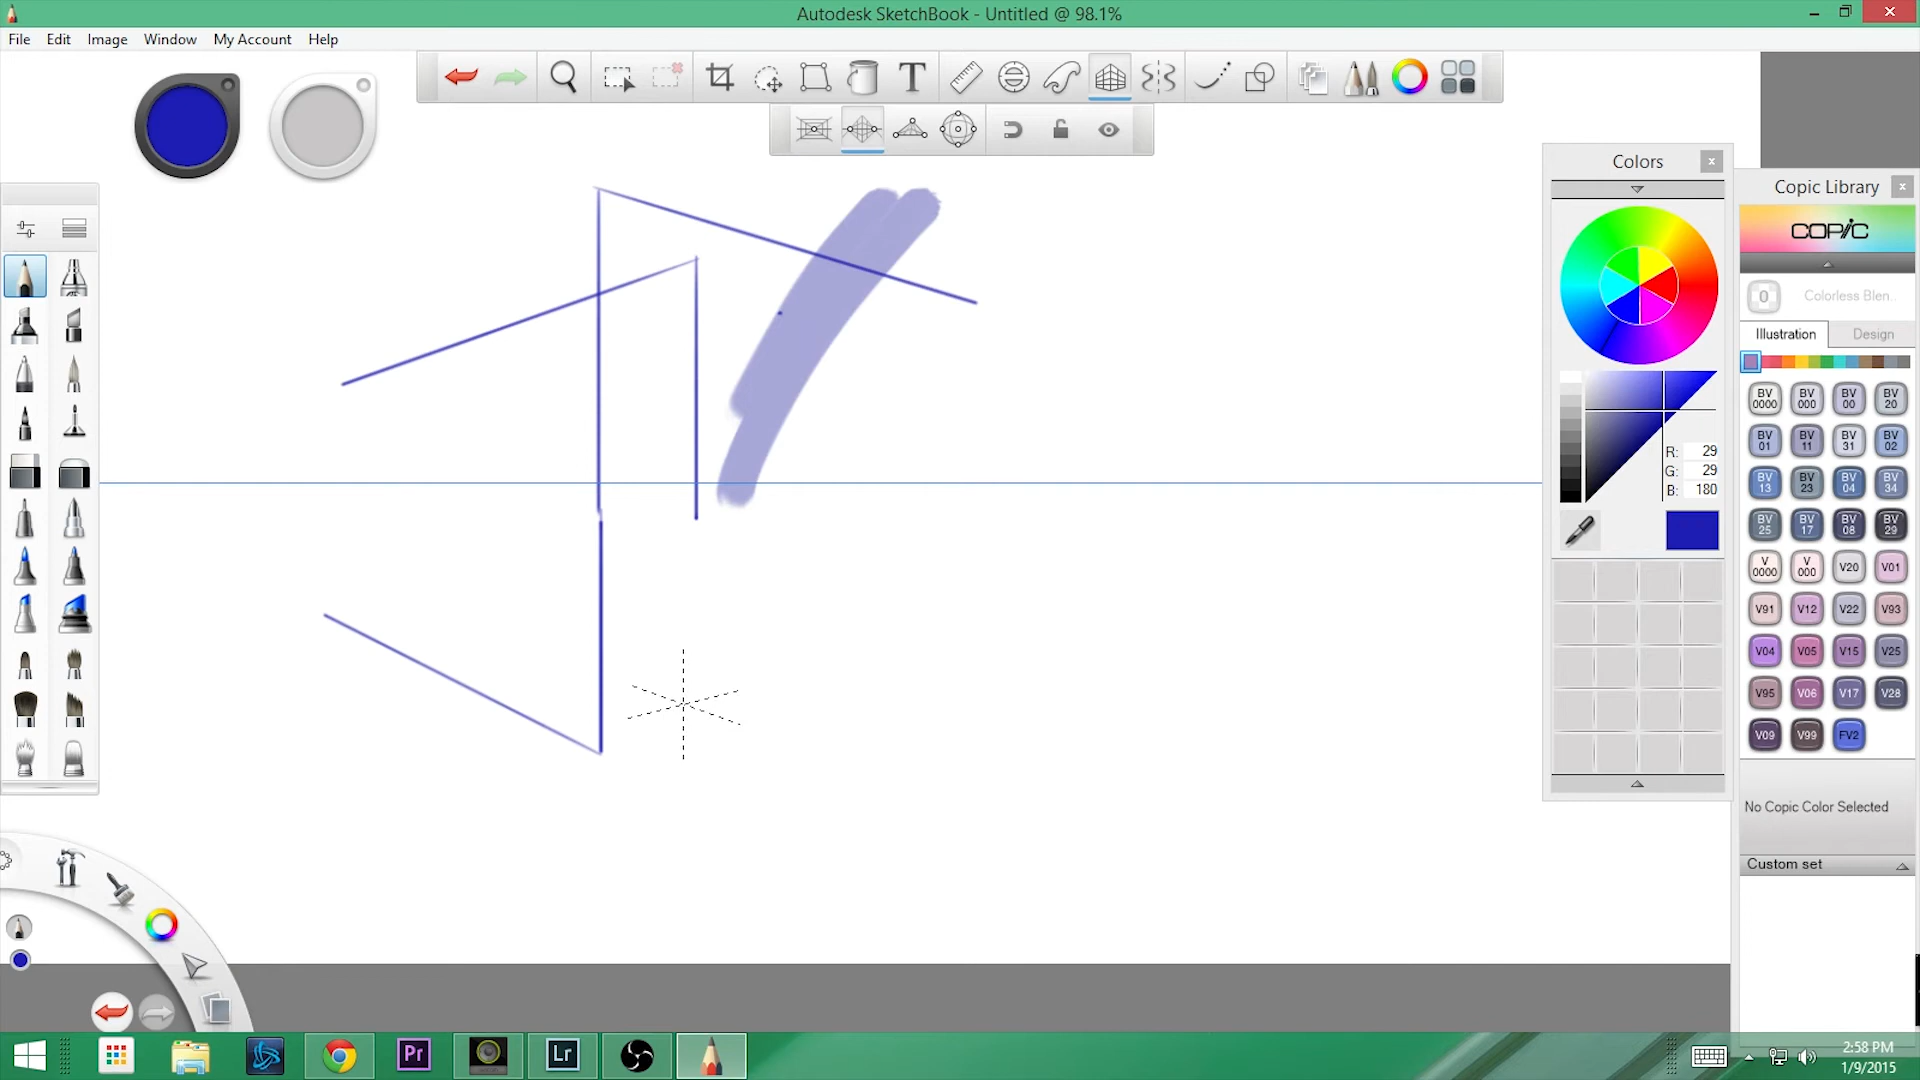 Autodesk SketchBook - Untitled @ 98.1%
File Edit Image Window My Account Help
T
Colors
Copic Library
COPIC
0 Colorless Blen..
Illustration Design
BV 0000 BV 000 BV 00 BV 20
BV 01 BV 11 BV 31 BV 02
BV 13 BV 23 BV 04 BV 34
BV 25 BV 17 BV 08 BV 29
V 0000 V 000 V20 V01
V91 V12 V22 V93
V04 V05 V15 V25
V95 V06 V17 V28
V09 V99 FV2
R: 29
G: 29
B: 180
No Copic Color Selected
Custom set
Pr
Lr
2:58 PM
1/9/2015